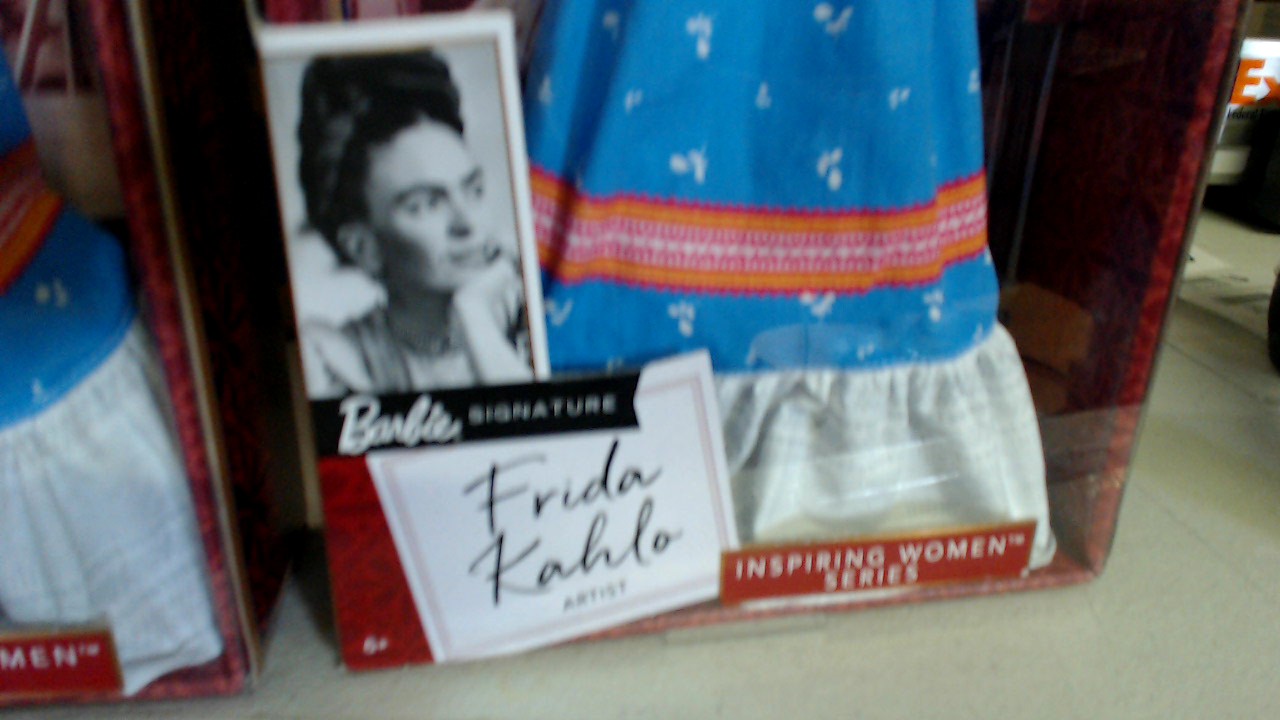 Barbie SIGNATURE
Frida
Kahlo
ARTIST
INSPIRING WOMEN™
SERIES
6+
MEN™
E